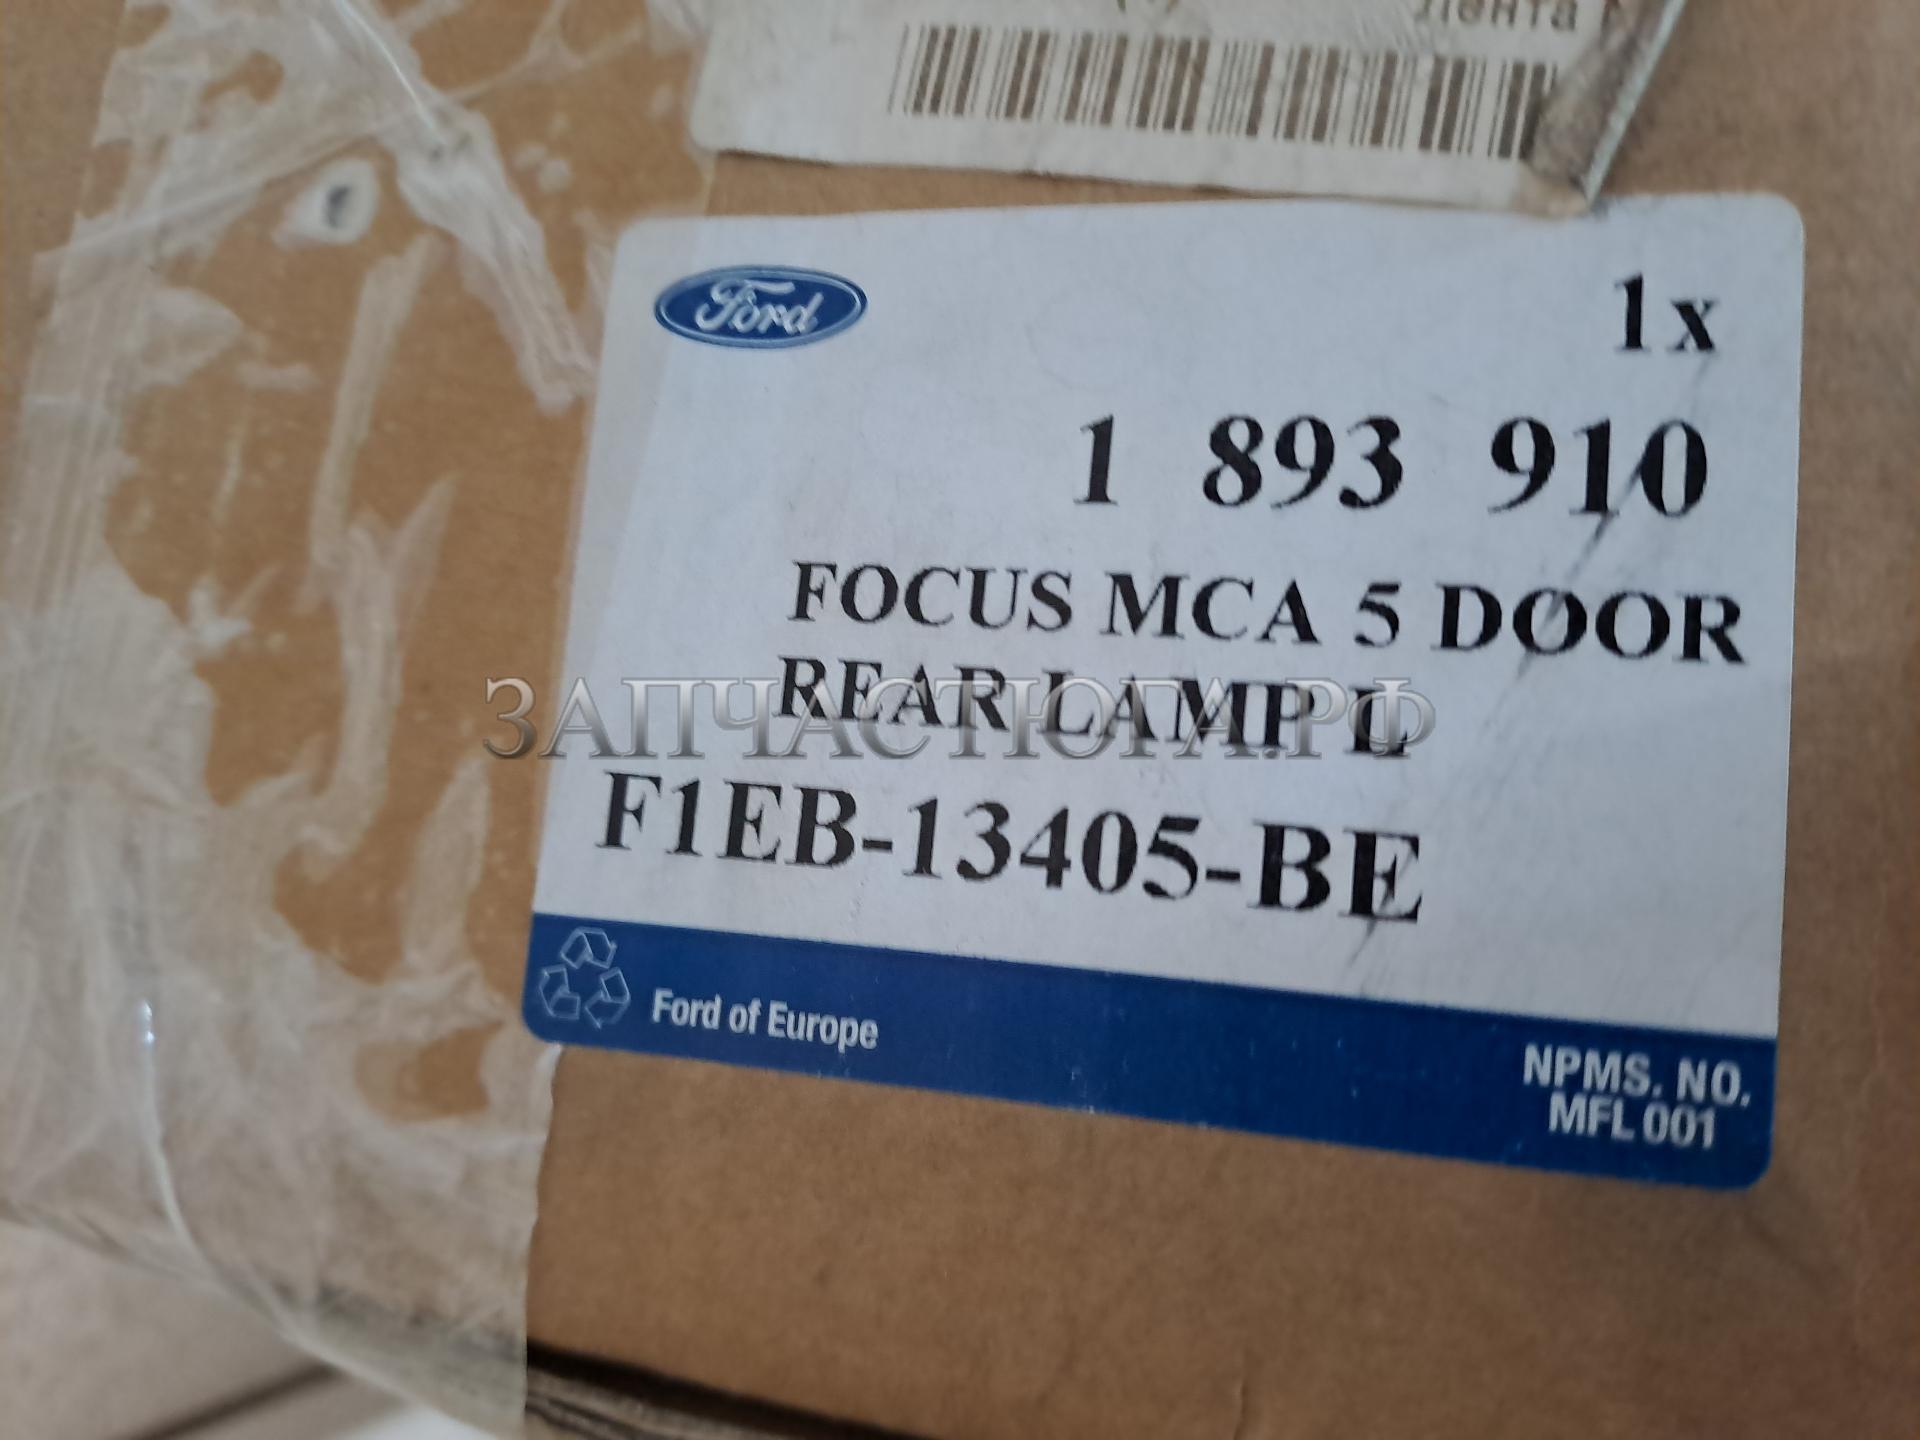 Лента
Ford
1x
1 893 910
FOCUS MCA 5 DOOR
REAR LAMP L
ЗАПЧАСТЮГА.РФ
F1EB-13405-BE
Ford of Europe
NPMS. NO.
MFL 001